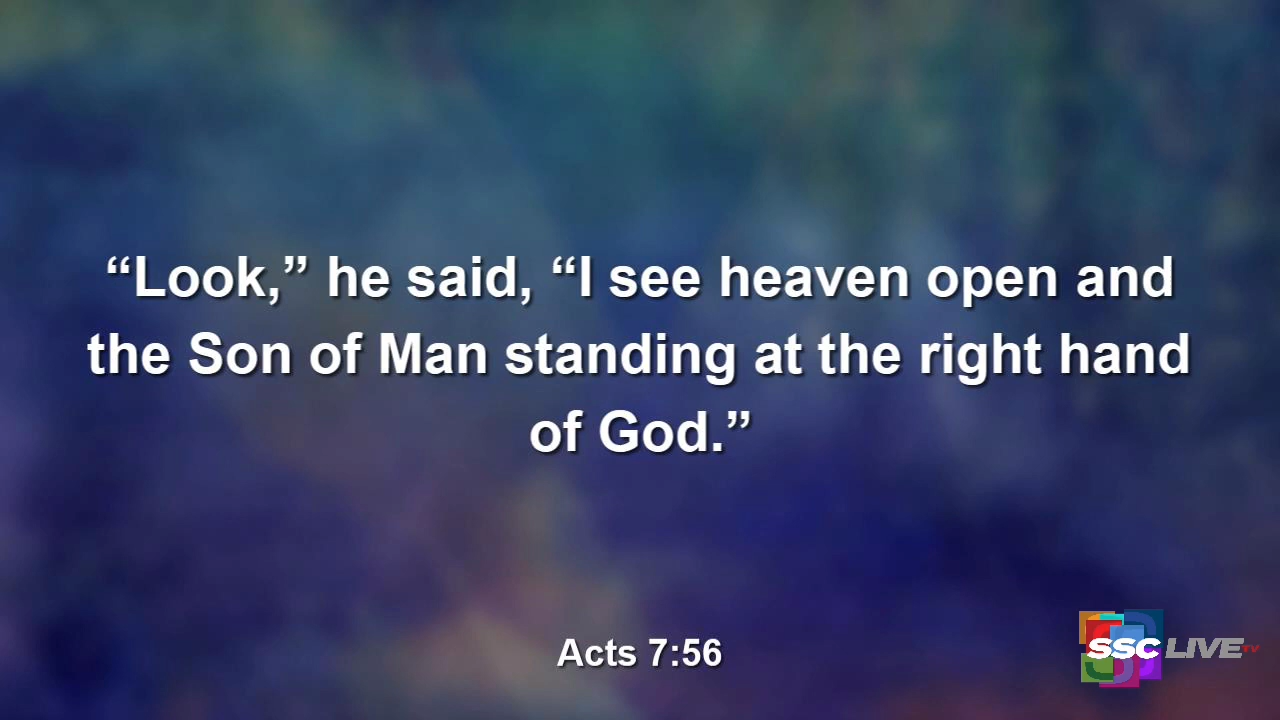 “Look,” he said, “I see heaven open and
the Son of Man standing at the right hand
of God.”
Acts 7:56
SSC LIVE TV